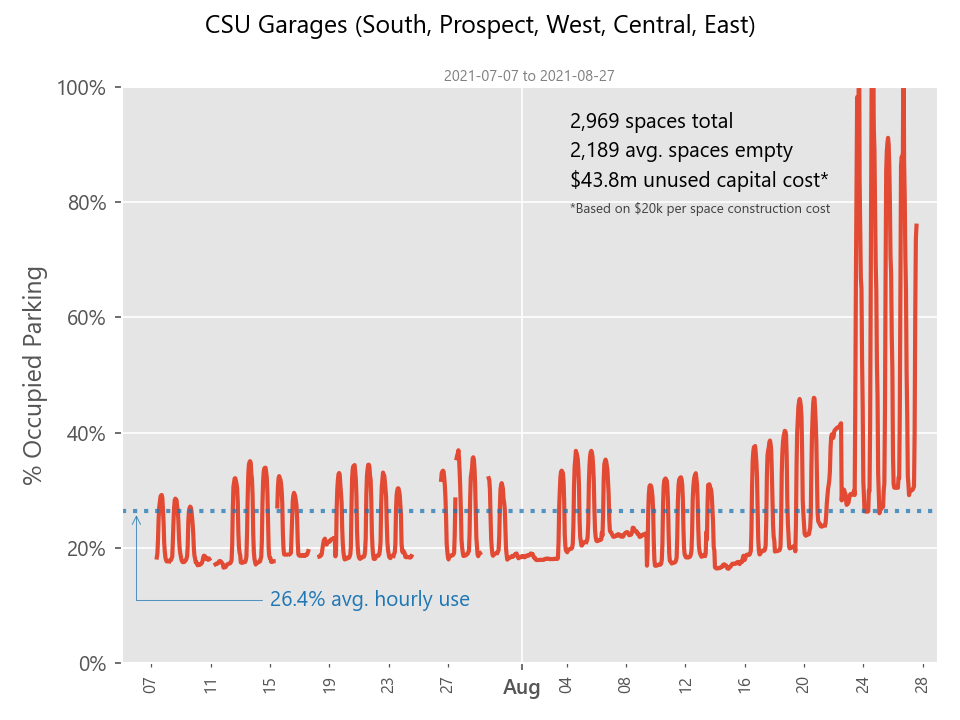 CSU Garages (South, Prospect, West, Central, East)
2021-07-07 to 2021-08-27
100%
80%
60%
40%
20%
0%
% Occupied Parking
2,969 spaces total
2,189 avg. spaces empty
$43.8m unused capital cost*
*Based on $20k per space construction cost
26.4% avg. hourly use
07 11 15 19 23 27 Aug 04 08 12 16 20 24 28